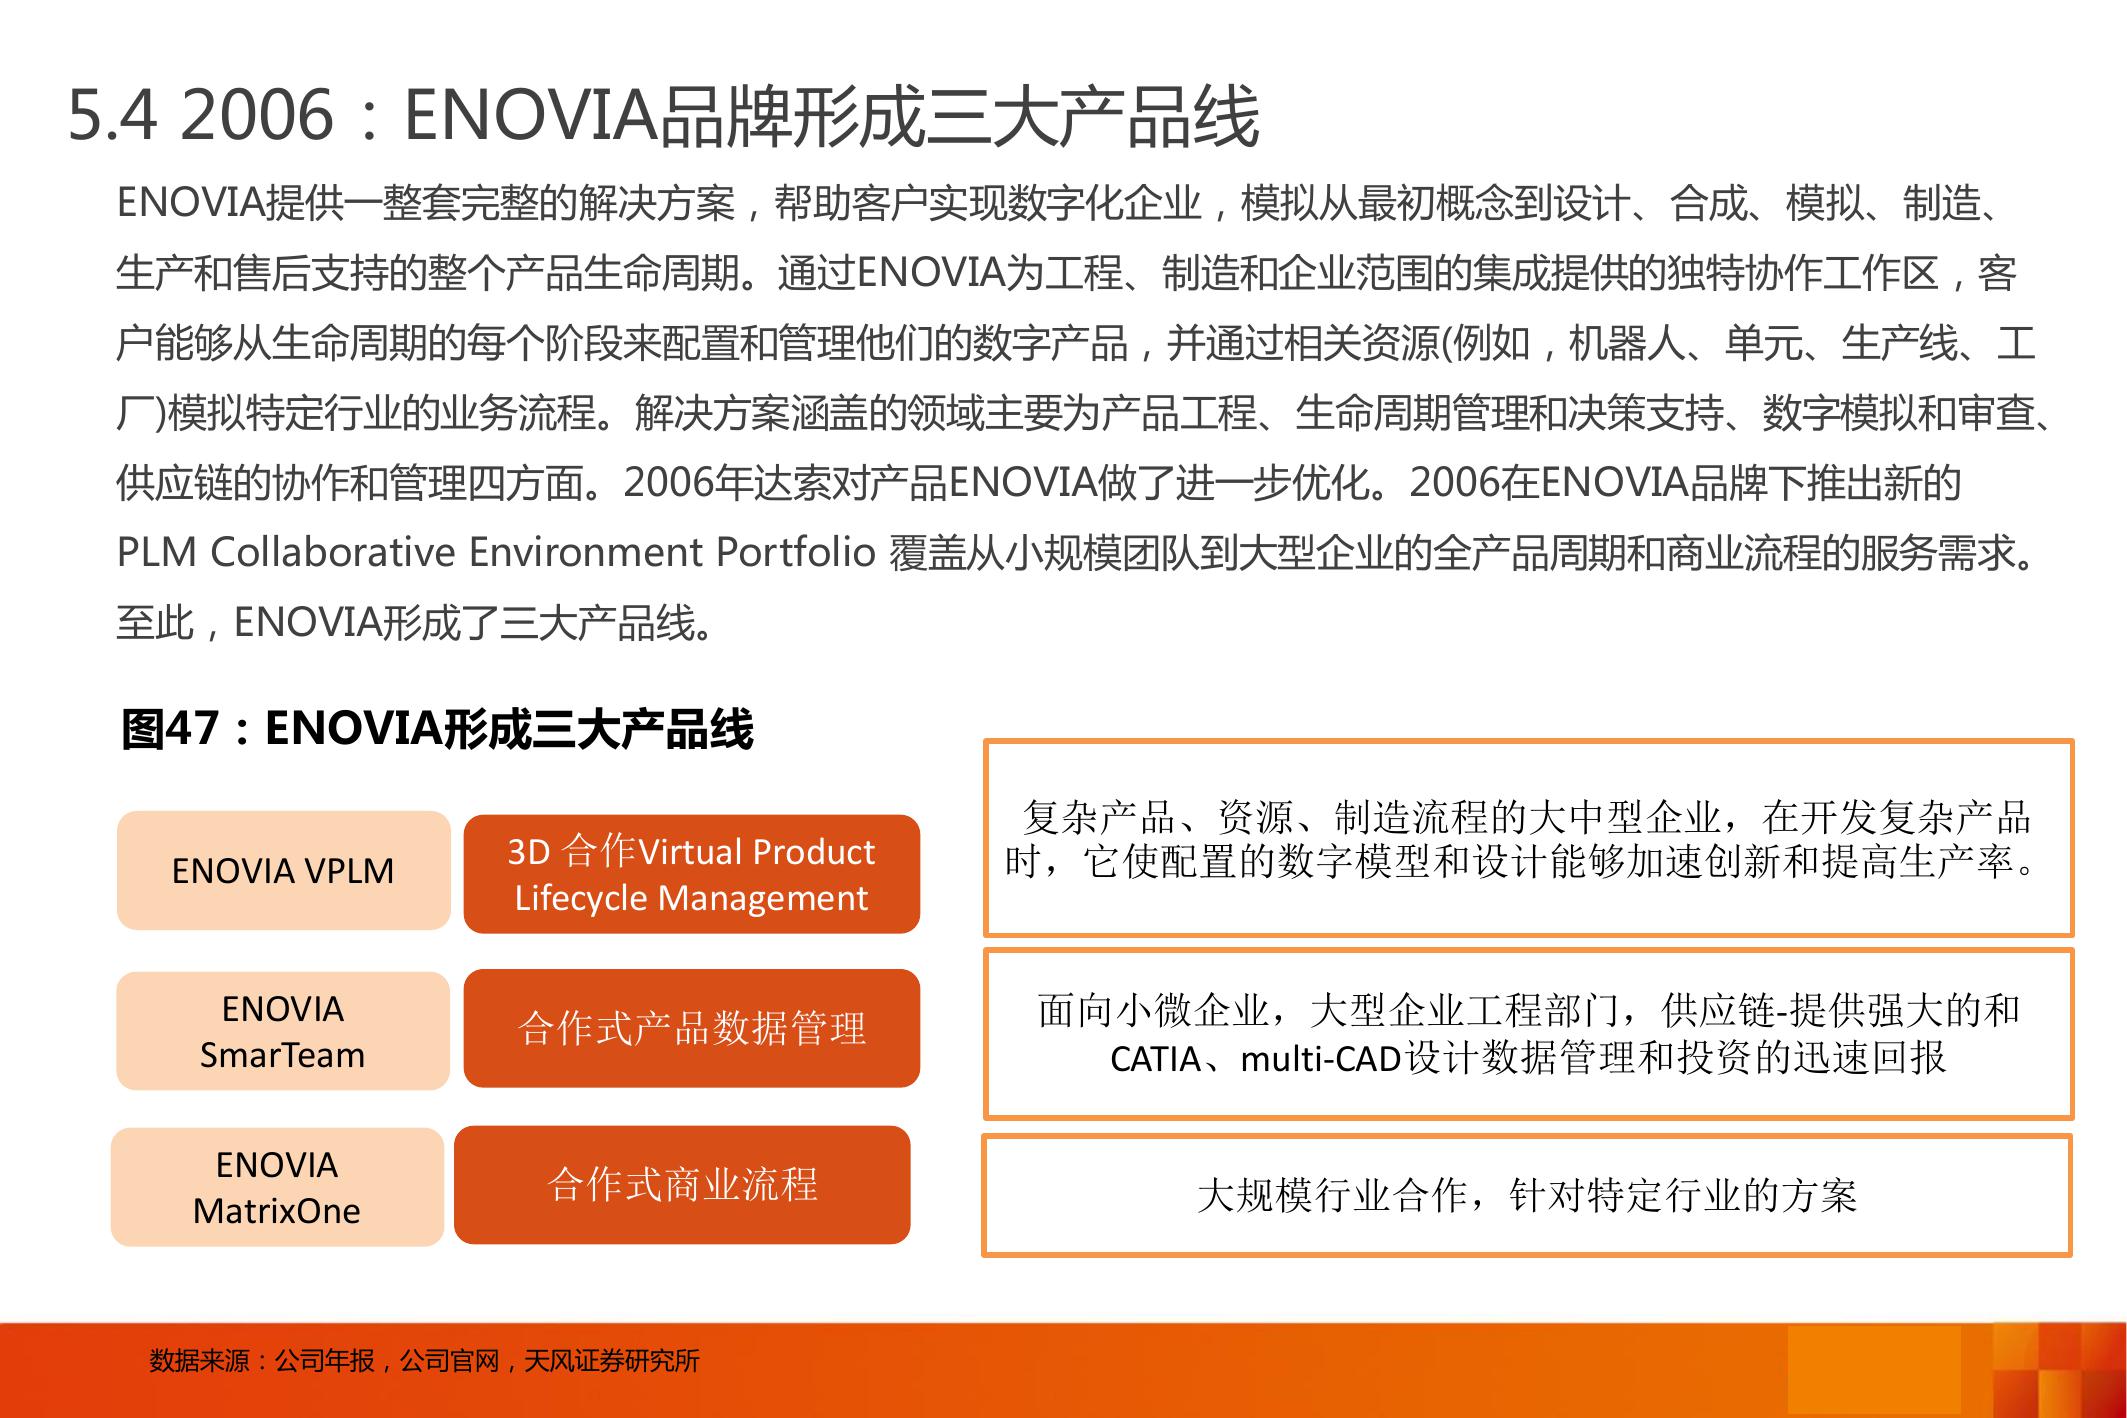 5.4 2006：ENOVIA品牌形成三大产品线
ENOVIA提供一整套完整的解决方案，帮助客户实现数字化企业，模拟从最初概念到设计、合成、模拟、制造、
生产和售后支持的整个产品生命周期。通过ENOVIA为工程、制造和企业范围的集成提供的独特协作工作区，客
户能够从生命周期的每个阶段来配置和管理他们的数字产品，并通过相关资源(例如，机器人、单元、生产线、工
厂)模拟特定行业的业务流程。解决方案涵盖的领域主要为产品工程、生命周期管理和决策支持、数字模拟和审查、
供应链的协作和管理四方面。2006年达索对产品ENOVIA做了进一步优化。2006在ENOVIA品牌下推出新的
PLM Collaborative Environment Portfolio 覆盖从小规模团队到大型企业的全产品周期和商业流程的服务需求。
至此，ENOVIA形成了三大产品线。
图47：ENOVIA形成三大产品线
ENOVIA VPLM
3D 合作Virtual Product
Lifecycle Management
复杂产品、资源、制造流程的大中型企业，在开发复杂产品
时，它使配置的数字模型和设计能够加速创新和提高生产率。
ENOVIA
SmarTeam
合作式产品数据管理
面向小微企业，大型企业工程部门，供应链-提供强大的和
CATIA、multi-CAD设计数据管理和投资的迅速回报
ENOVIA
MatrixOne
合作式商业流程
大规模行业合作，针对特定行业的方案
数据来源：公司年报，公司官网，天风证券研究所